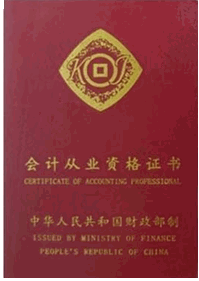 会计从业资格证书
CERTIFICATE OF ACCOUNTING PROFESSIONAL
中华人民共和国财政部制
ISSUED BY MINISTRY OF FINANCE
PEOPLE'S REPUBLIC OF CHINA